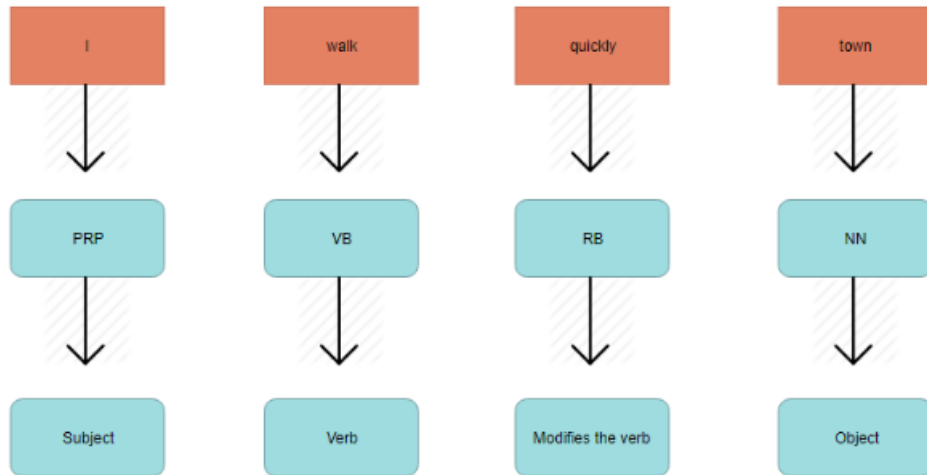 I walk quickly town
PRP VB RB NN
Subject Verb Modifies the verb Object